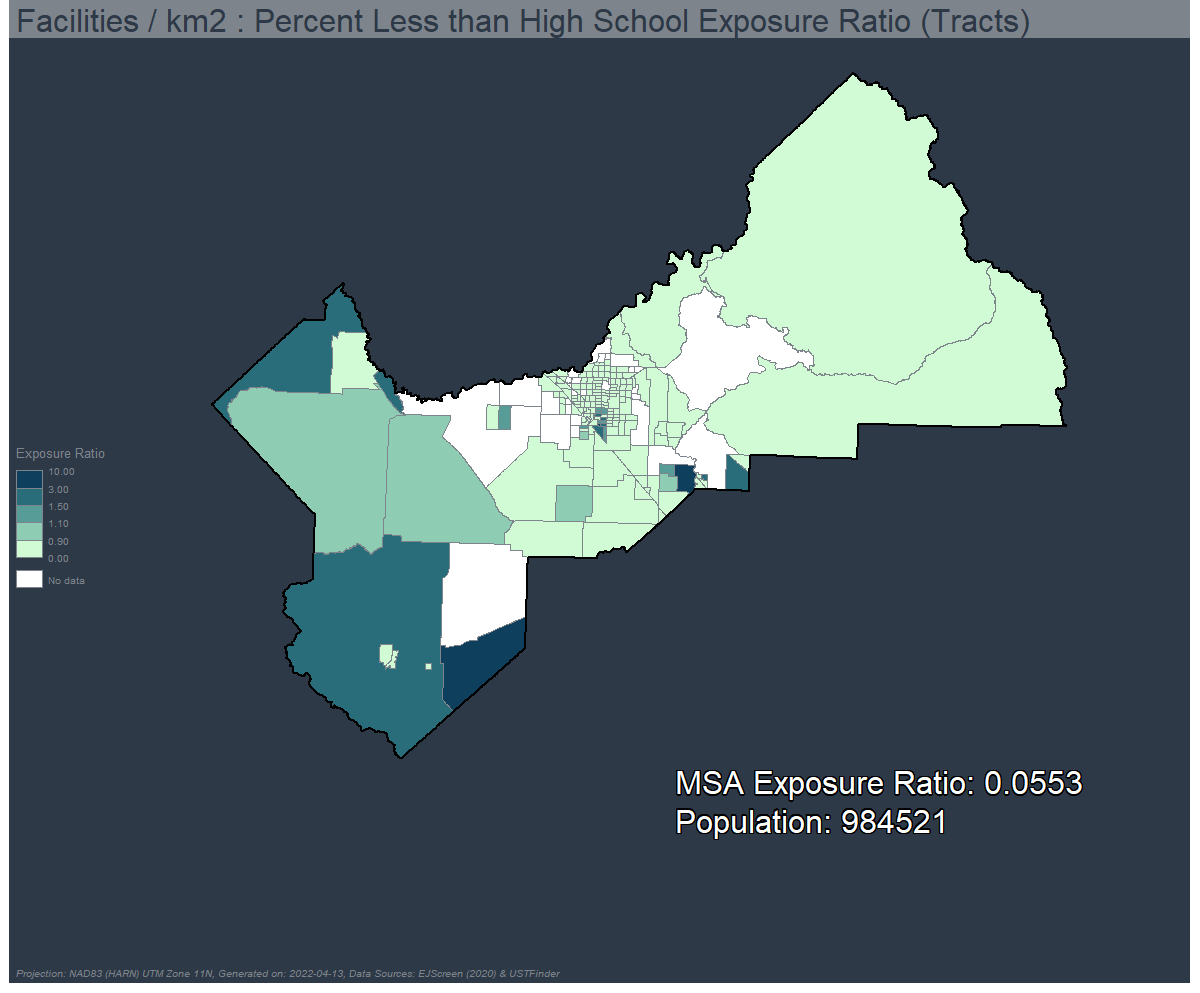 Facilities / km2 : Percent Less than High School Exposure Ratio (Tracts)
Exposure Ratio
10.00
3.00
1.50
1.10
0.90
0.00
No data
MSA Exposure Ratio: 0.0553
Population: 984521
Projection: NAD83 (HARN) UTM Zone 11N, Generated on: 2022-04-13, Data Sources: EJScreen (2020) & USTFinder